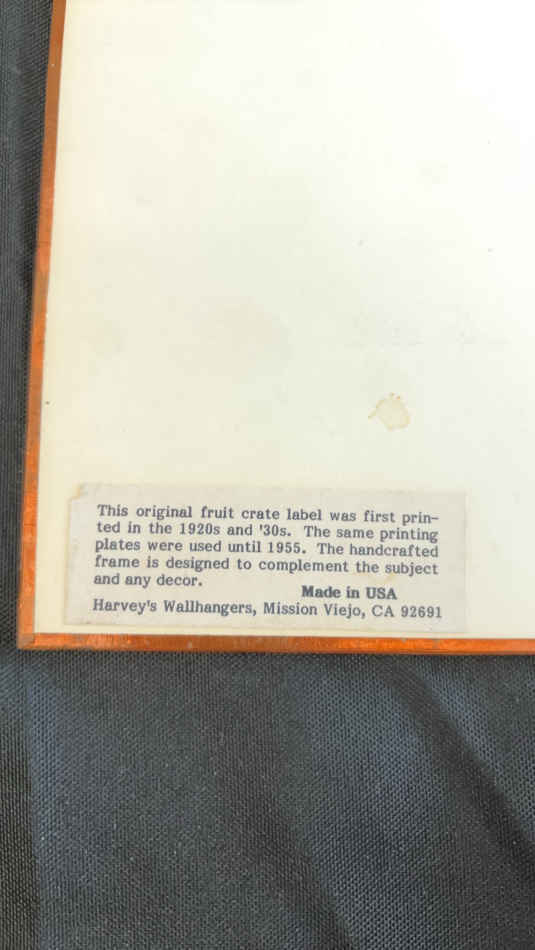 This original fruit crate label was first prin-
ted in the 1920s and '30s. The same printing
plates were used until 1955. The handcrafted
frame is designed to complement the subject
and any decor.
Made in USA
Harvey's Wallhangers, Mission Viejo, CA 92691